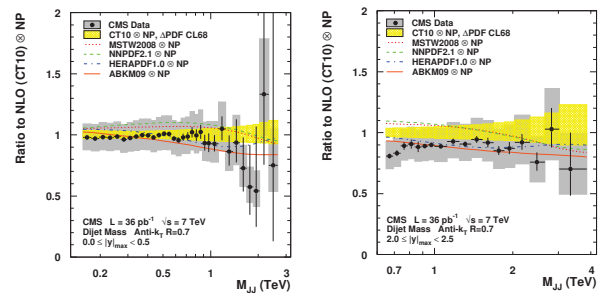 Ratio to NLO (CT10) ⊗ NP
2
1.5
1
0.5
0
CMS Data
CT10 ⊗ NP, ΔPDF CL68
MSTW2008 ⊗ NP
NNPDF2.1 ⊗ NP
HERAPDF1.0 ⊗ NP
ABKM09 ⊗ NP
CMS L = 36 pb⁻¹ √s = 7 TeV
Dijet Mass Anti-k_T R=0.7
0.0 ≤ |y|_max < 0.5
0.2 0.3 1 2 3
M_JJ (TeV)
Ratio to NLO (CT10) ⊗ NP
2
1.5
1
0.5
0
CMS Data
CT10 ⊗ NP, ΔPDF CL68
MSTW2008 ⊗ NP
NNPDF2.1 ⊗ NP
HERAPDF1.0 ⊗ NP
ABKM09 ⊗ NP
CMS L = 36 pb⁻¹ √s = 7 TeV
Dijet Mass Anti-k_T R=0.7
2.0 ≤ |y|_max < 2.5
0.7 1 2 4
M_JJ (TeV)